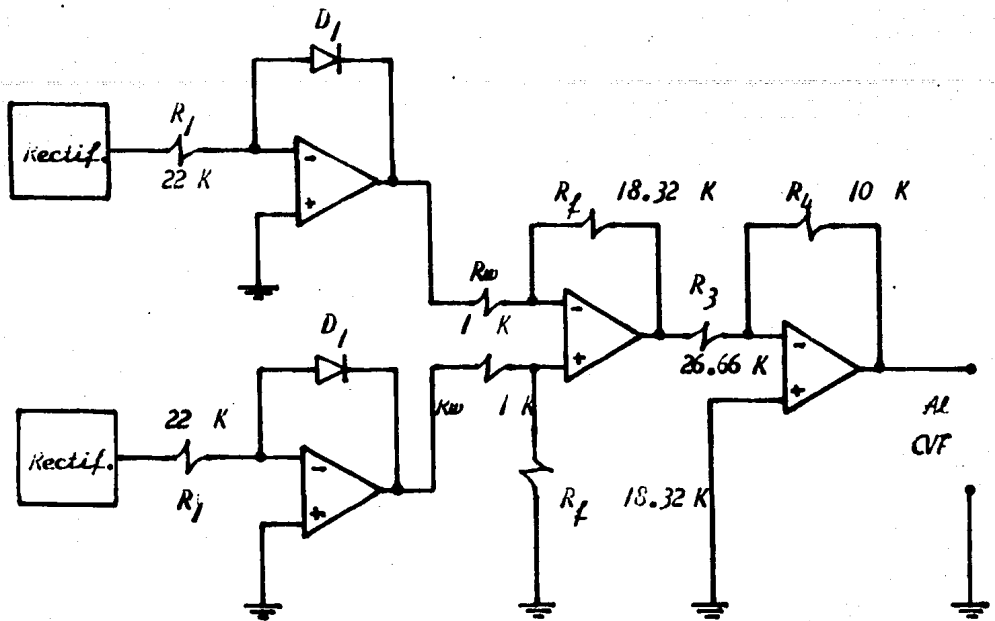 D1
Rectif.
R1
22 K
-
+
Rf 18.32 K
R4 10 K
Rw
1 K
R3
26.66 K
-
+
-
+
D1
22 K
Rectif.
R1
-
+
Rw 1 K
Rf 18.32 K
Al
CVF